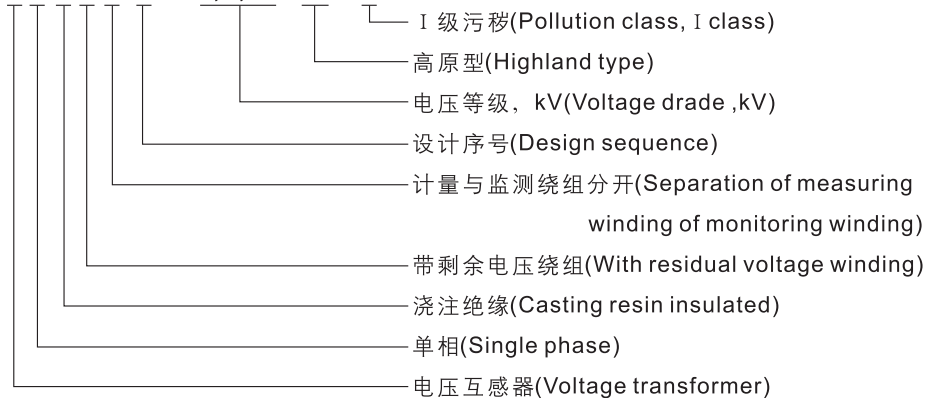 Ⅰ级污秽(Pollution class,Ⅰclass)
高原型(Highland type)
电压等级, kV(Voltage drade ,kV)
设计序号(Design sequence)
计量与监测绕组分开(Separation of measuring
winding of monitoring winding)
带剩余电压绕组(With residual voltage winding)
浇注绝缘(Casting resin insulated)
单相(Single phase)
电压互感器(Voltage transformer)